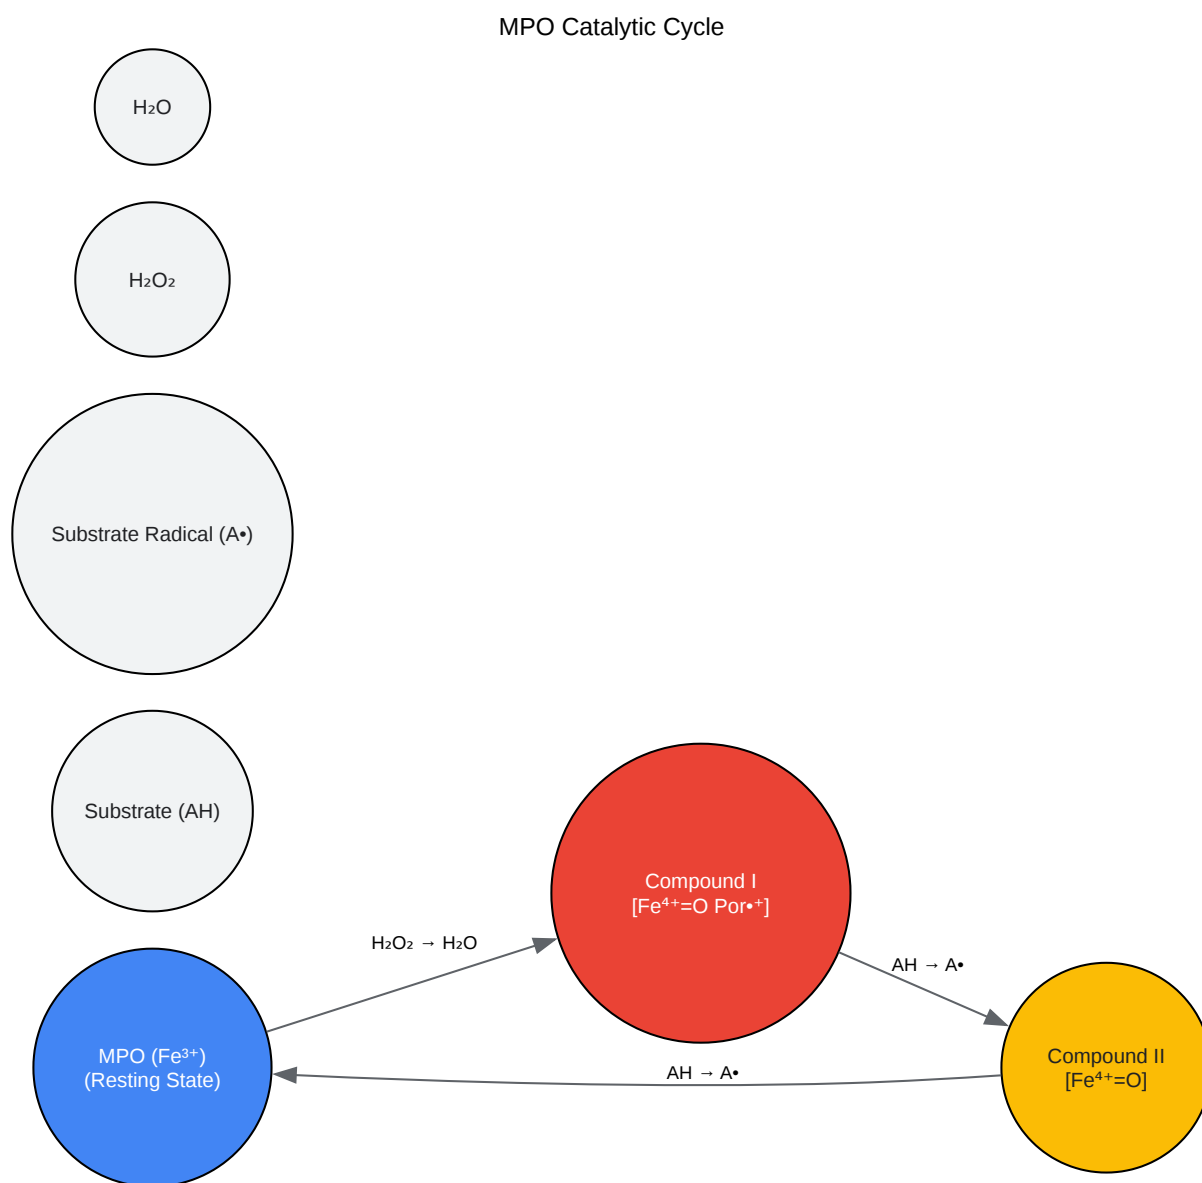 MPO Catalytic Cycle
H₂O
H₂O₂
Substrate Radical (A•)
Substrate (AH)
Compound I
[Fe⁴⁺=O Por•⁺]
H₂O₂ → H₂O
AH → A•
MPO (Fe³⁺)
(Resting State)
AH → A•
Compound II
[Fe⁴⁺=O]